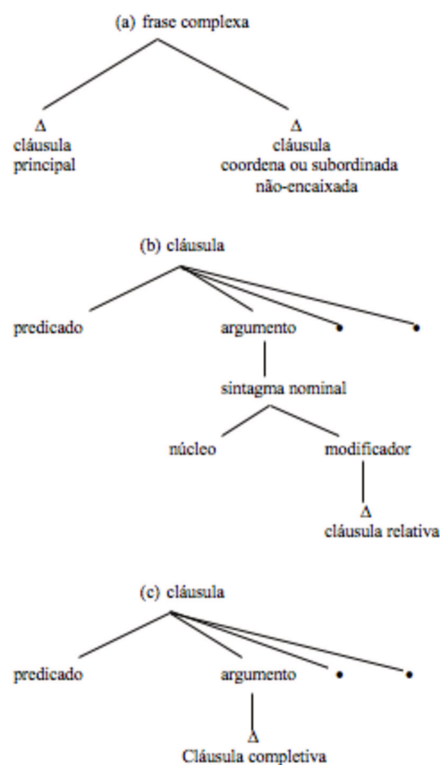 (a) frase complexa
Δ Δ
cláusula cláusula
principal coordena ou subordinada
não-encaixada
(b) cláusula
predicado argumento • •
sintagma nominal
núcleo modificador
Δ
cláusula relativa
(c) cláusula
predicado argumento • •
Δ
Cláusula completiva